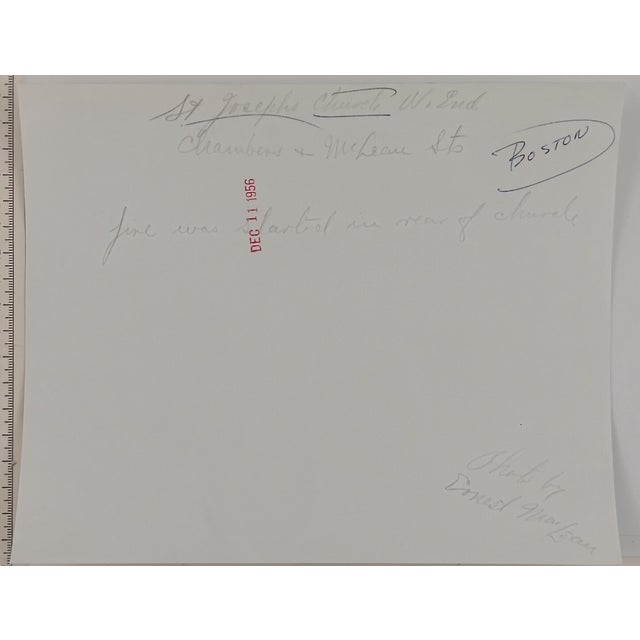 St Josephs Church W. End.
Chambers & McLean Sts
BOSTON
DEC 11 1956
fire was started in rear of church
Photo by
Ernest MacLean